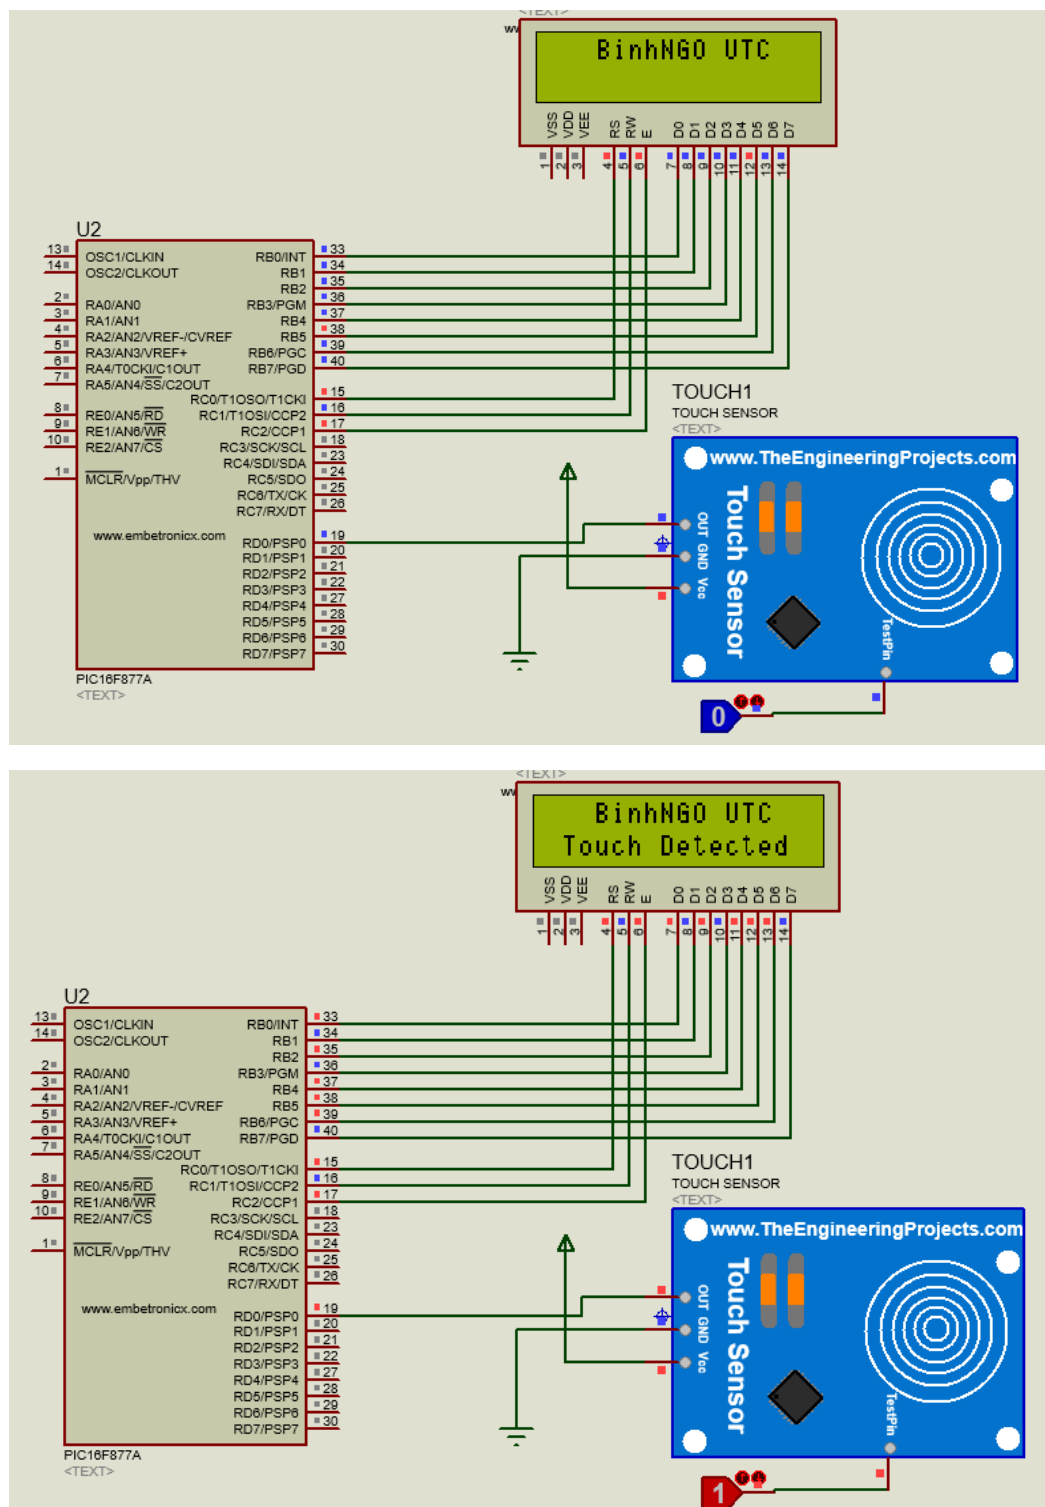 <TEXT>
ww
BinhNGO UTC
VSS VDD VEE RS RW E D0 D1 D2 D3 D4 D5 D6 D7
1 2 3 4 5 6 7 8 9 10 11 12 13 14
U2
13 OSC1/CLKIN RB0/INT 33
14 OSC2/CLKOUT RB1 34
RB2 35
2 RA0/AN0 RB3/PGM 36
3 RA1/AN1 RB4 37
4 RA2/AN2/VREF-/CVREF RB5 38
5 RA3/AN3/VREF+ RB6/PGC 39
6 RA4/T0CKI/C1OUT RB7/PGD 40
7 RA5/AN4/SS/C2OUT
RC0/T1OSO/T1CKI 15
8 RE0/AN5/RD RC1/T1OSI/CCP2 16
9 RE1/AN6/WR RC2/CCP1 17
10 RE2/AN7/CS RC3/SCK/SCL 18
RC4/SDI/SDA 23
1 MCLR/Vpp/THV RC5/SDO 24
RC6/TX/CK 25
RC7/RX/DT 26
www.embetronicx.com
RD0/PSP0 19
RD1/PSP1 20
RD2/PSP2 21
RD3/PSP3 22
RD4/PSP4 27
RD5/PSP5 28
RD6/PSP6 29
RD7/PSP7 30
PIC16F877A
<TEXT>
TOUCH1
TOUCH SENSOR
<TEXT>
www.TheEngineeringProjects.com
OUT GND Vcc
Touch Sensor
TestPin
0
<TEXT>
ww
BinhNGO UTC
Touch Detected
VSS VDD VEE RS RW E D0 D1 D2 D3 D4 D5 D6 D7
1 2 3 4 5 6 7 8 9 10 11 12 13 14
U2
13 OSC1/CLKIN RB0/INT 33
14 OSC2/CLKOUT RB1 34
RB2 35
2 RA0/AN0 RB3/PGM 36
3 RA1/AN1 RB4 37
4 RA2/AN2/VREF-/CVREF RB5 38
5 RA3/AN3/VREF+ RB6/PGC 39
6 RA4/T0CKI/C1OUT RB7/PGD 40
7 RA5/AN4/SS/C2OUT
RC0/T1OSO/T1CKI 15
8 RE0/AN5/RD RC1/T1OSI/CCP2 16
9 RE1/AN6/WR RC2/CCP1 17
10 RE2/AN7/CS RC3/SCK/SCL 18
RC4/SDI/SDA 23
1 MCLR/Vpp/THV RC5/SDO 24
RC6/TX/CK 25
RC7/RX/DT 26
www.embetronicx.com
RD0/PSP0 19
RD1/PSP1 20
RD2/PSP2 21
RD3/PSP3 22
RD4/PSP4 27
RD5/PSP5 28
RD6/PSP6 29
RD7/PSP7 30
PIC16F877A
<TEXT>
TOUCH1
TOUCH SENSOR
<TEXT>
www.TheEngineeringProjects.com
OUT GND Vcc
Touch Sensor
TestPin
1